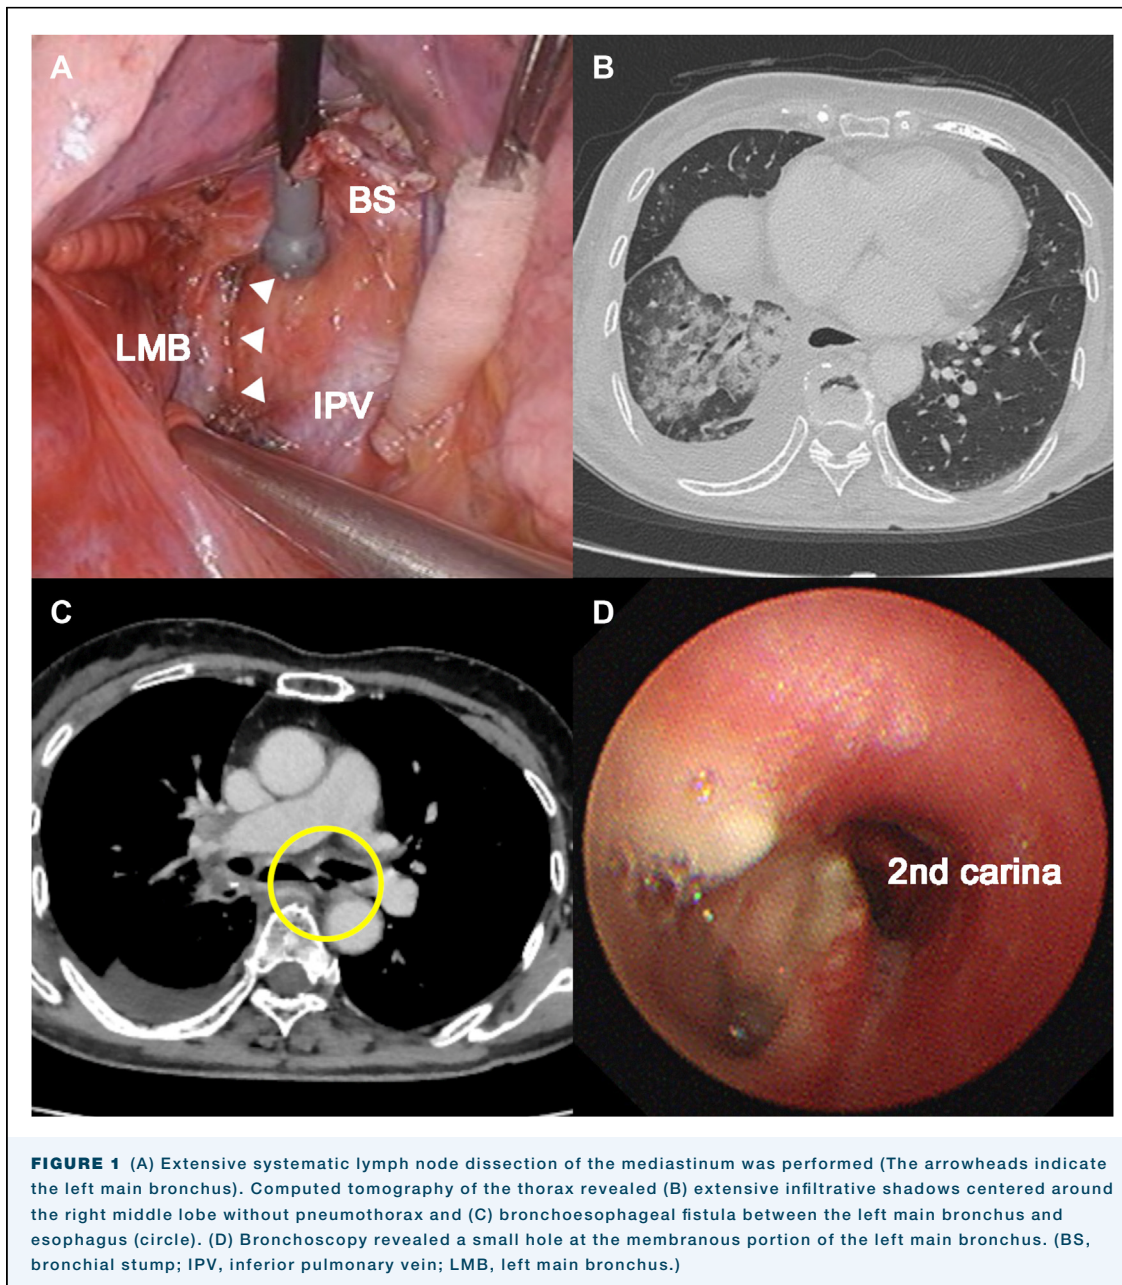 A
BS
LMB
IPV
B
C
D
2nd carina
FIGURE 1 (A) Extensive systematic lymph node dissection of the mediastinum was performed (The arrowheads indicate
the left main bronchus). Computed tomography of the thorax revealed (B) extensive infiltrative shadows centered around
the right middle lobe without pneumothorax and (C) bronchoesophageal fistula between the left main bronchus and
esophagus (circle). (D) Bronchoscopy revealed a small hole at the membranous portion of the left main bronchus. (BS,
bronchial stump; IPV, inferior pulmonary vein; LMB, left main bronchus.)